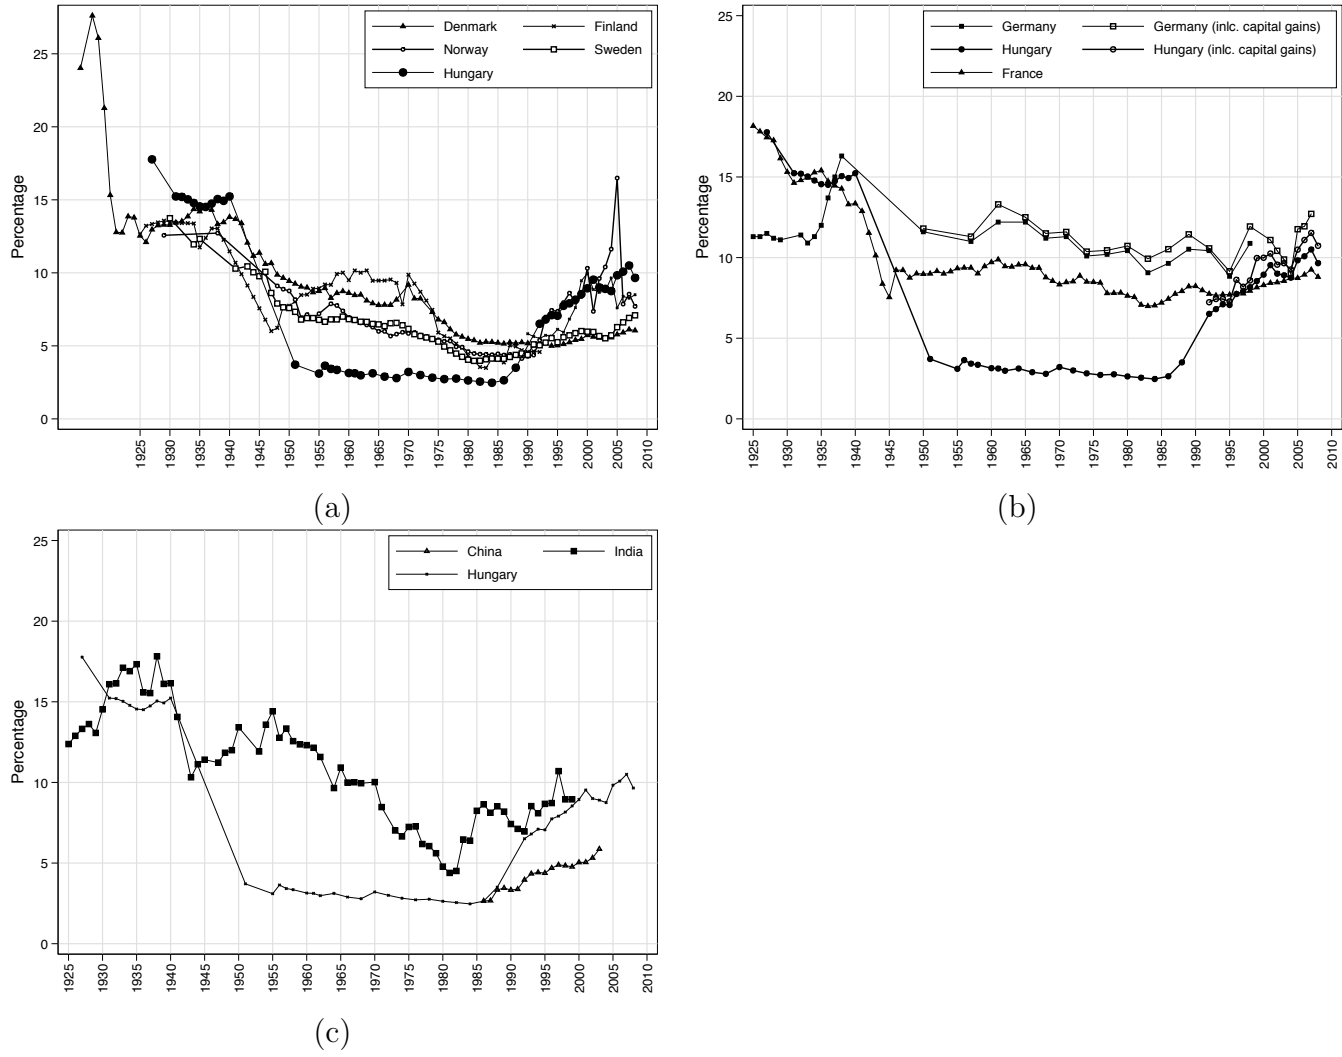 Denmark
Finland
Norway
Sweden
Hungary
Percentage
25
20
15
10
5
0
1925 1930 1935 1940 1945 1950 1955 1960 1965 1970 1975 1980 1985 1990 1995 2000 2005 2010
(a)
Germany
Germany (inlc. capital gains)
Hungary
Hungary (inlc. capital gains)
France
Percentage
25
20
15
10
5
0
1925 1930 1935 1940 1945 1950 1955 1960 1965 1970 1975 1980 1985 1990 1995 2000 2005 2010
(b)
China
India
Hungary
Percentage
25
20
15
10
5
0
1925 1930 1935 1940 1945 1950 1955 1960 1965 1970 1975 1980 1985 1990 1995 2000 2005 2010
(c)